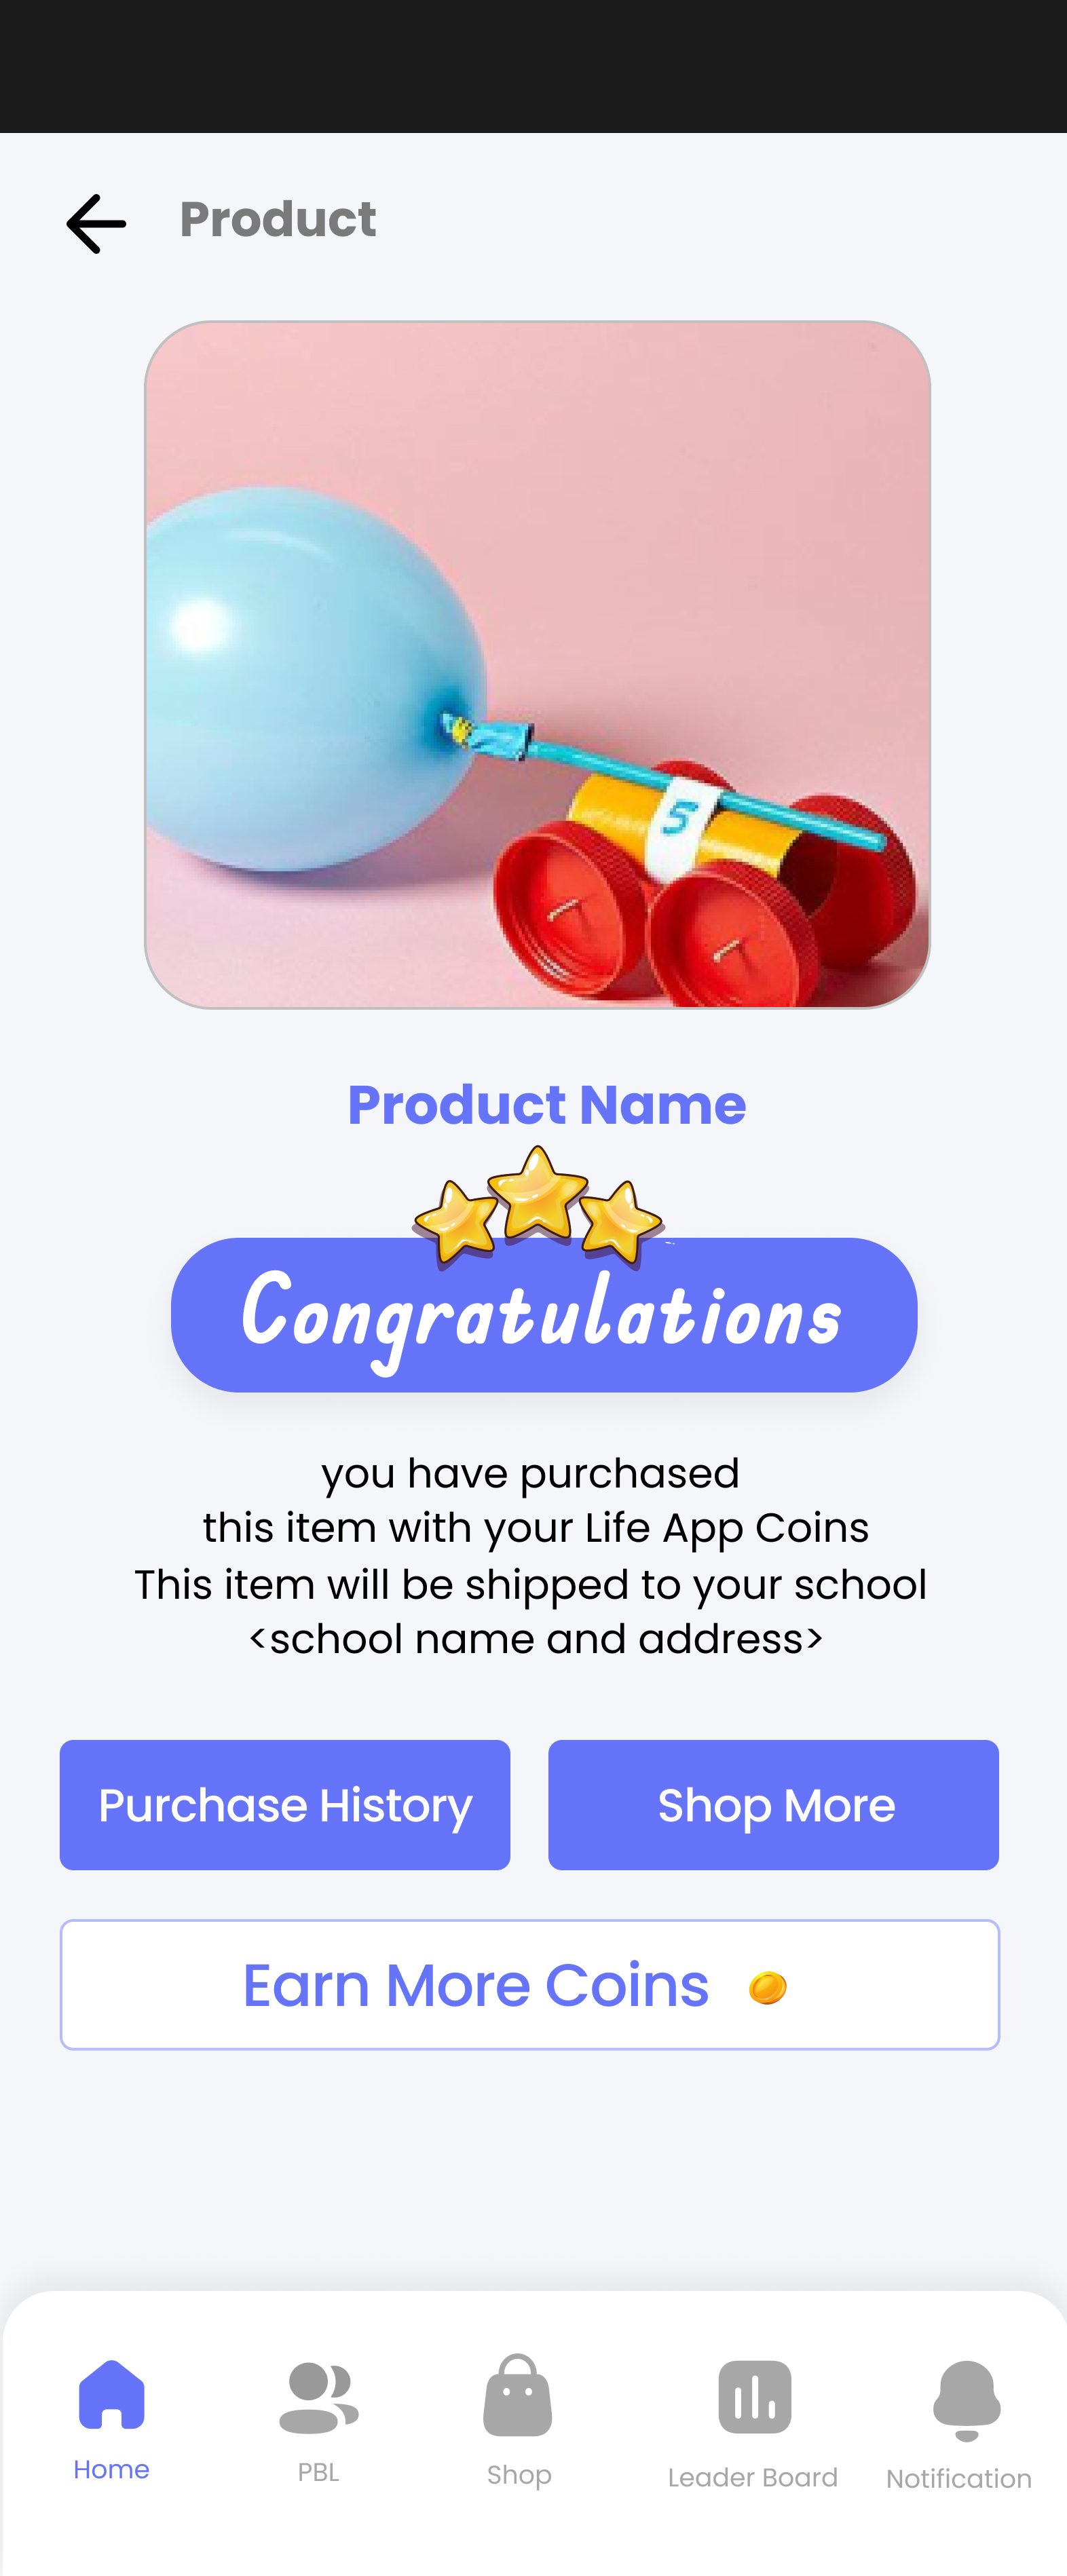 Product
5
Product Name
Congratulations
you have purchased
this item with your Life App Coins
This item will be shipped to your school
<school name and address>
Purchase History
Shop More
Earn More Coins
Home
PBL
Shop
Leader Board
Notification